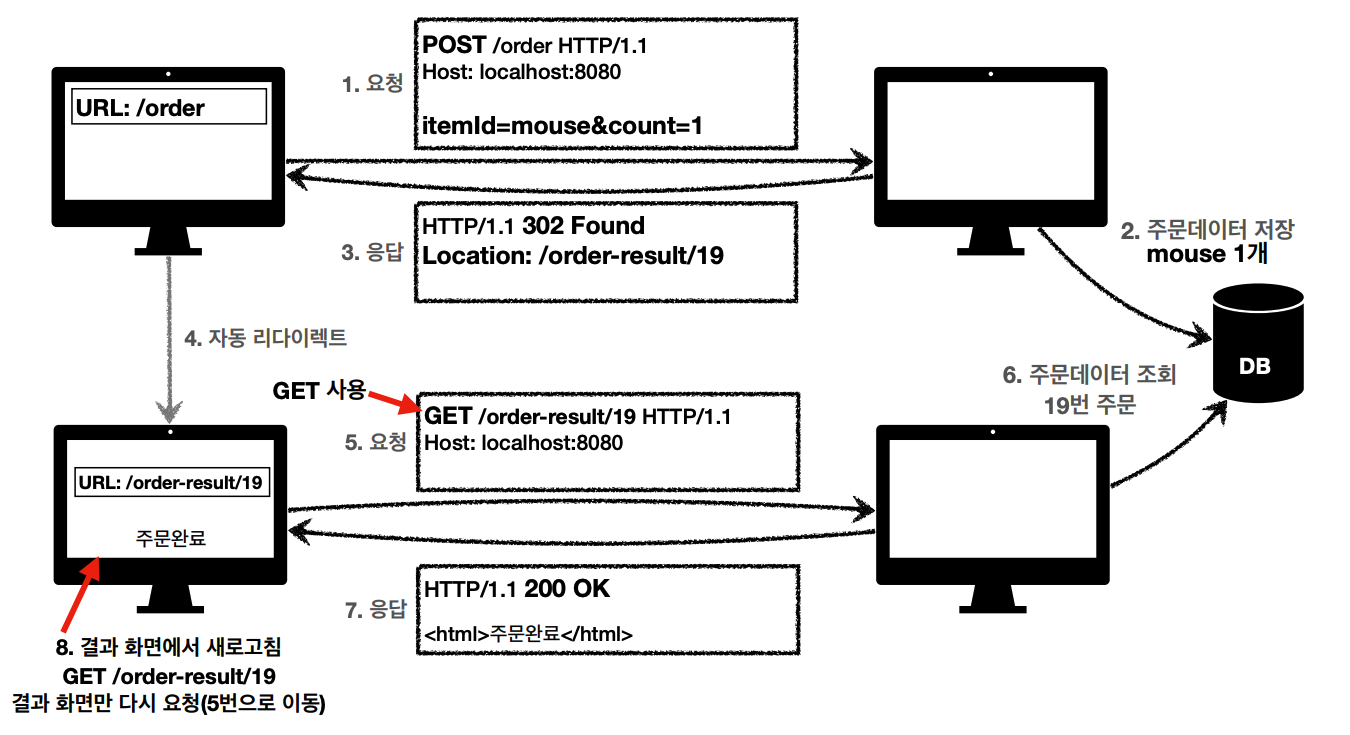 POST /order HTTP/1.1
Host: localhost:8080
itemId=mouse&count=1
1. 요청
URL: /order
HTTP/1.1 302 Found
Location: /order-result/19
3. 응답
2. 주문데이터 저장
mouse 1개
DB
4. 자동 리다이렉트
GET 사용
GET /order-result/19 HTTP/1.1
Host: localhost:8080
5. 요청
6. 주문데이터 조회
19번 주문
URL: /order-result/19
주문완료
HTTP/1.1 200 OK
<html>주문완료</html>
7. 응답
8. 결과 화면에서 새로고침
GET /order-result/19
결과 화면만 다시 요청(5번으로 이동)